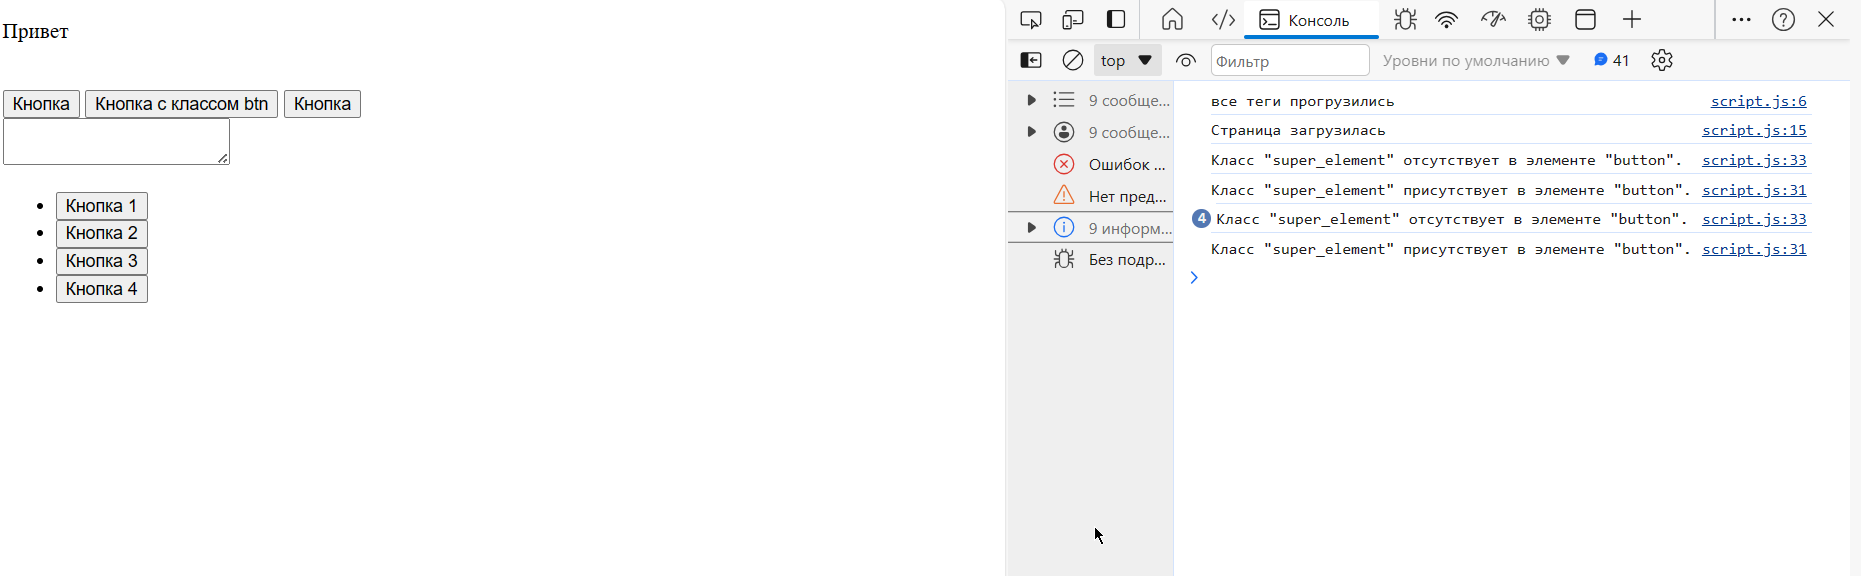 Привет
Кнопка Кнопка с классом btn Кнопка
Кнопка 1
Кнопка 2
Кнопка 3
Кнопка 4
Консоль
top Фильтр Уровни по умолчанию 41
9 сообще...
9 сообще...
Ошибок ...
Нет пред...
9 информ...
Без подр...
все теги прогрузились script.js:6
Страница загрузилась script.js:15
Класс "super_element" отсутствует в элементе "button". script.js:33
Класс "super_element" присутствует в элементе "button". script.js:31
4 Класс "super_element" отсутствует в элементе "button". script.js:33
Класс "super_element" присутствует в элементе "button". script.js:31